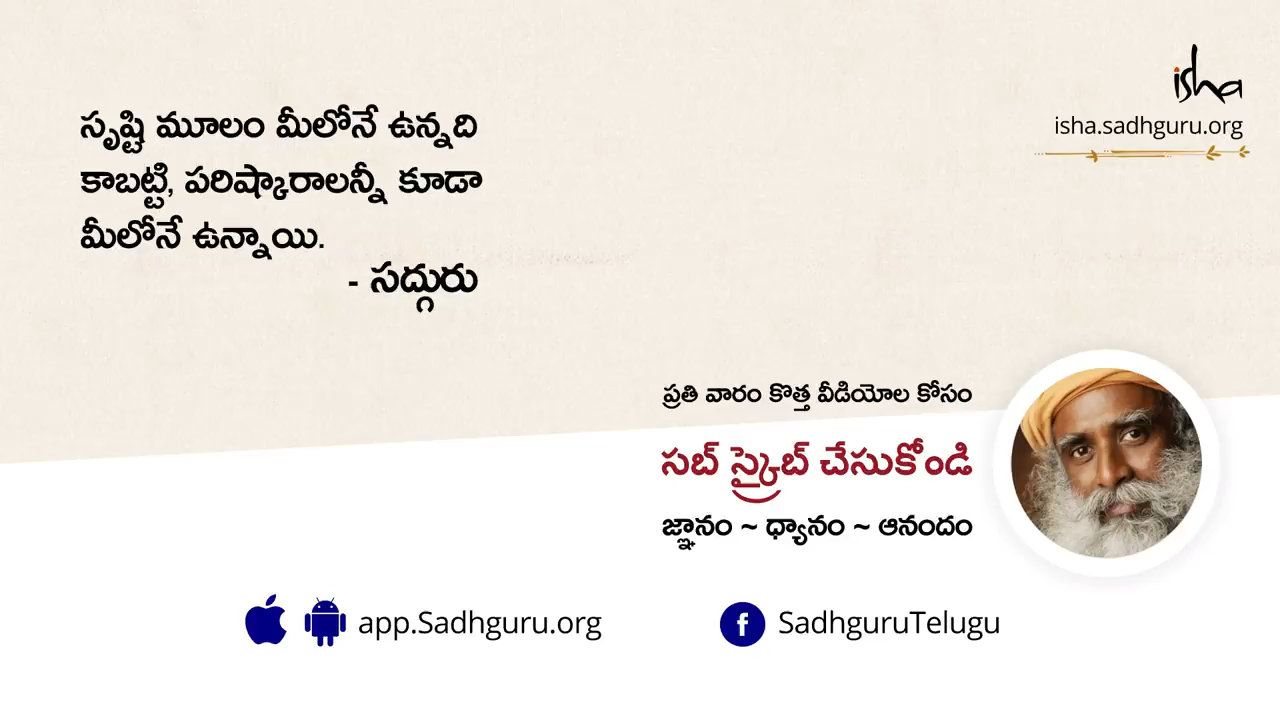 సృష్టి మూలం మీలోనే ఉన్నది
కాబట్టి, పరిష్కారాలన్నీ కూడా
మీలోనే ఉన్నాయి.
- సద్గురు
isha
isha.sadhguru.org
ప్రతి వారం కొత్త వీడియోల కోసం
సబ్ స్క్రైబ్ చేసుకోండి
జ్ఞానం ~ ధ్యానం ~ ఆనందం
app.Sadhguru.org
f SadhguruTelugu